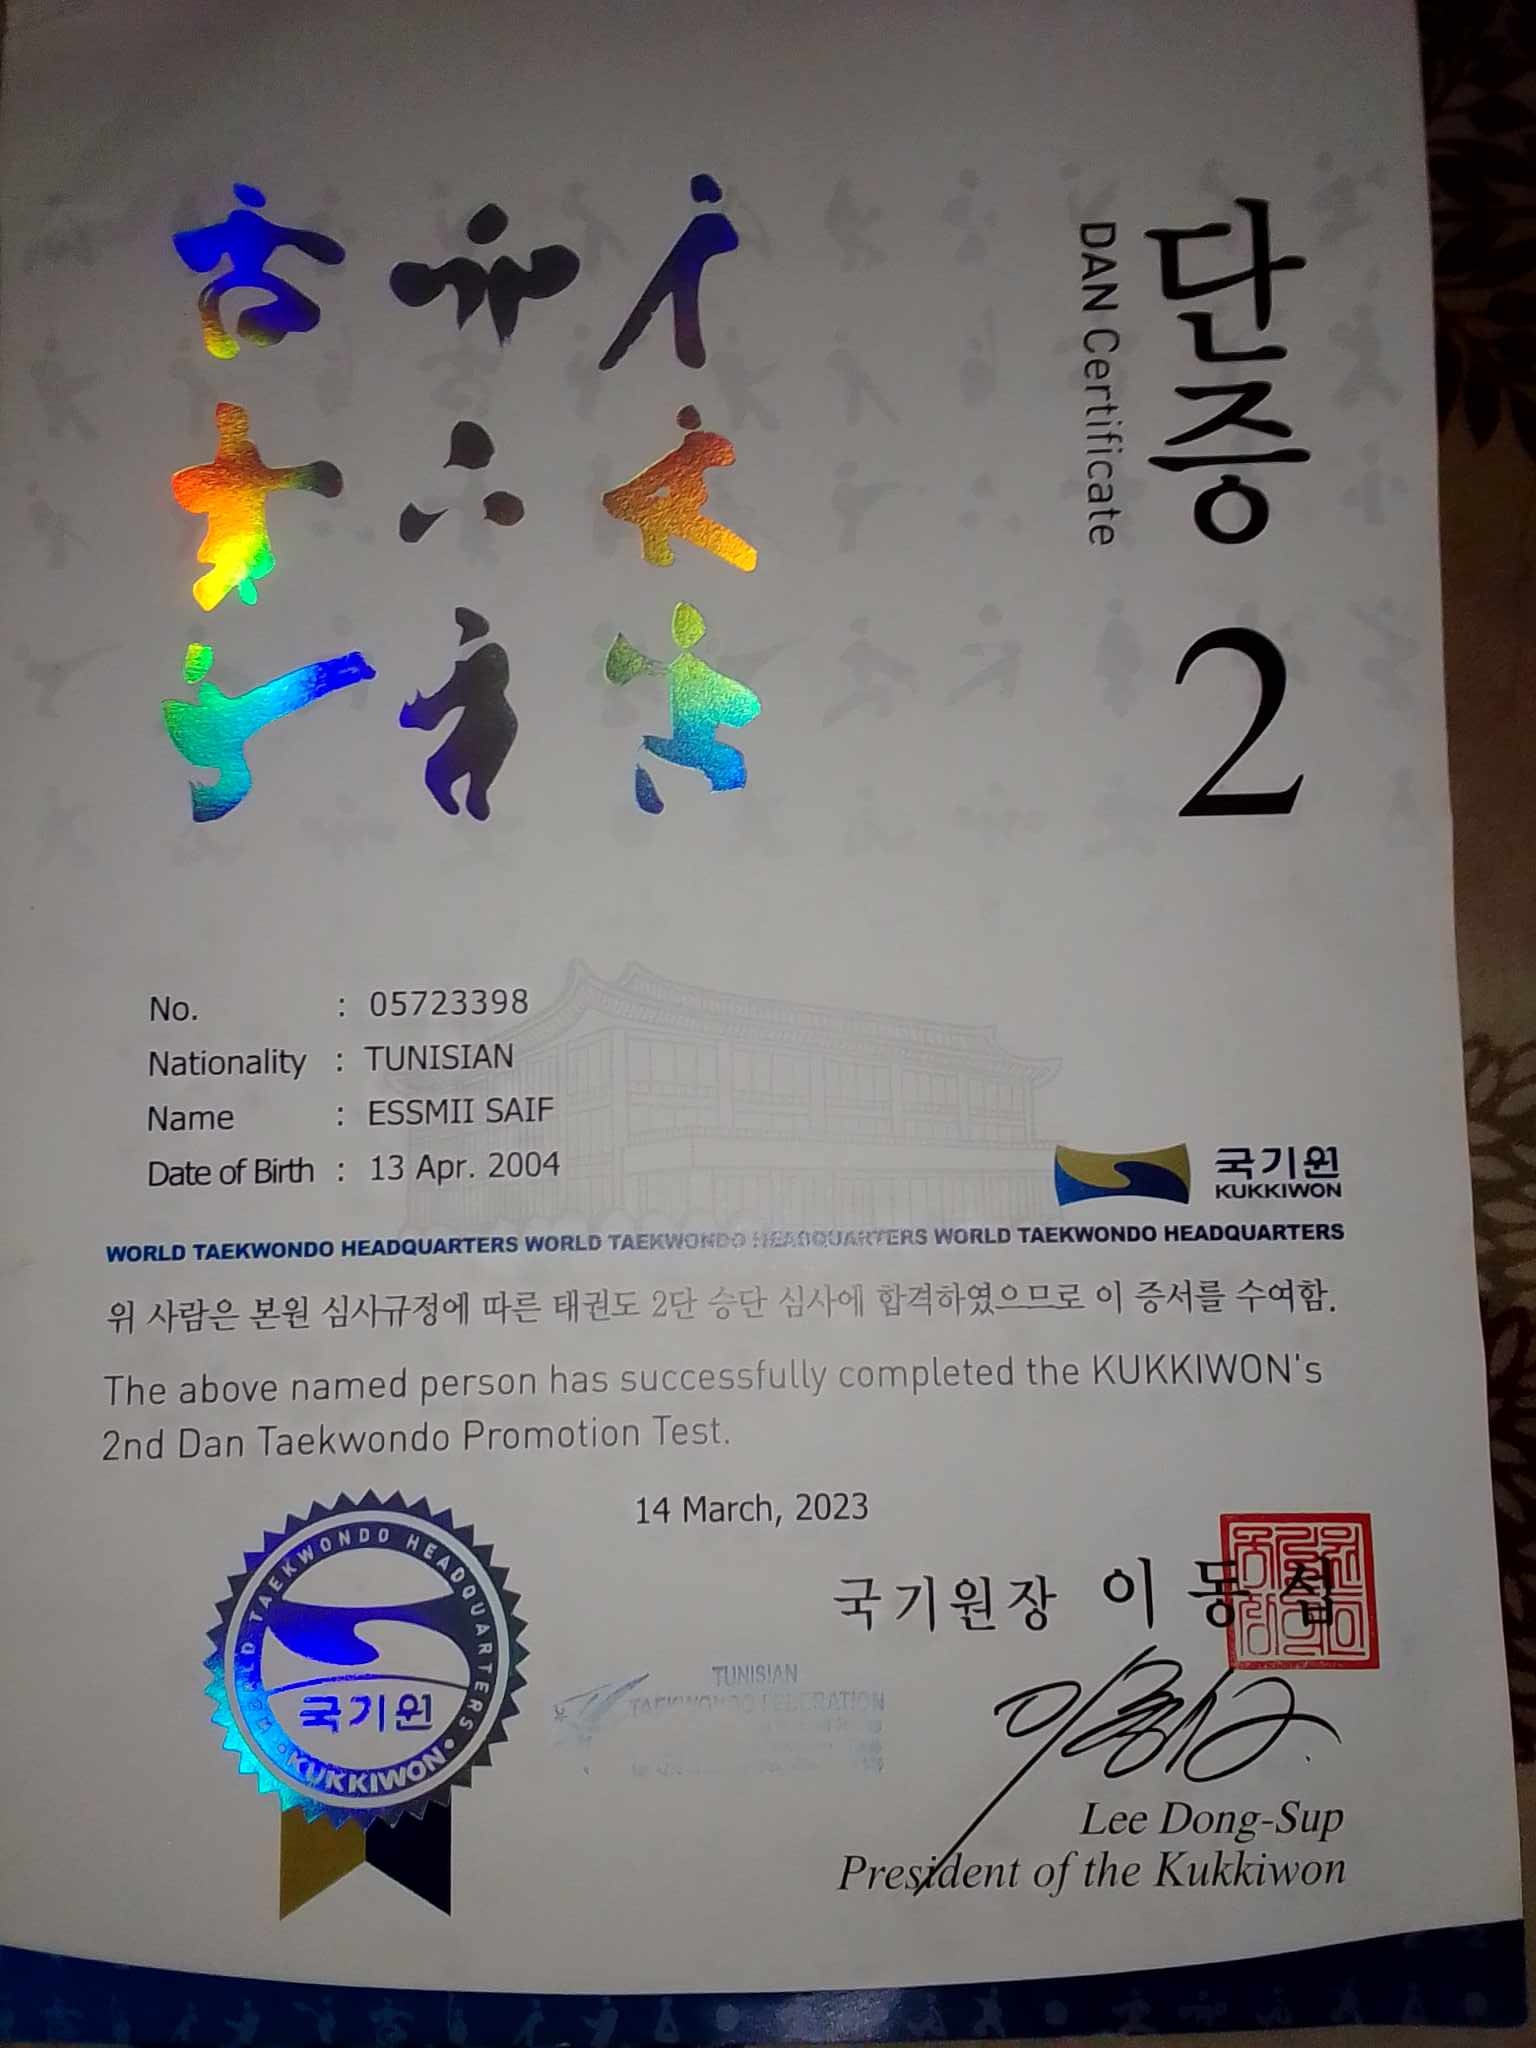 단증 2
DAN Certificate
No. : 05723398
Nationality : TUNISIAN
Name : ESSMII SAIF
Date of Birth : 13 Apr. 2004
국기원
KUKKIWON
WORLD TAEKWONDO HEADQUARTERS WORLD TAEKWONDO HEADQUARTERS WORLD TAEKWONDO HEADQUARTERS
위 사람은 본원 심사규정에 따른 태권도 2단 승단 심사에 합격하였으므로 이 증서를 수여함.
The above named person has successfully completed the KUKKIWON's
2nd Dan Taekwondo Promotion Test.
14 March, 2023
WORLD TAEKWONDO HEADQUARTERS
국기원
KUKKIWON
국기원장 이동섭
TUNISIAN
TAEKWONDO FEDERATION
Lee Dong-Sup
President of the Kukkiwon